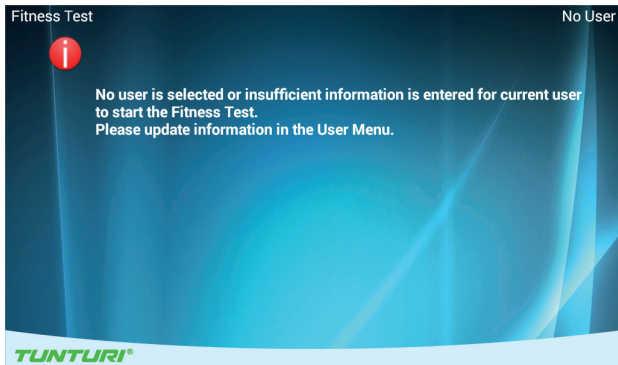 Fitness Test
No User
i
No user is selected or insufficient information is entered for current user
to start the Fitness Test.
Please update information in the User Menu.
TUNTURI®